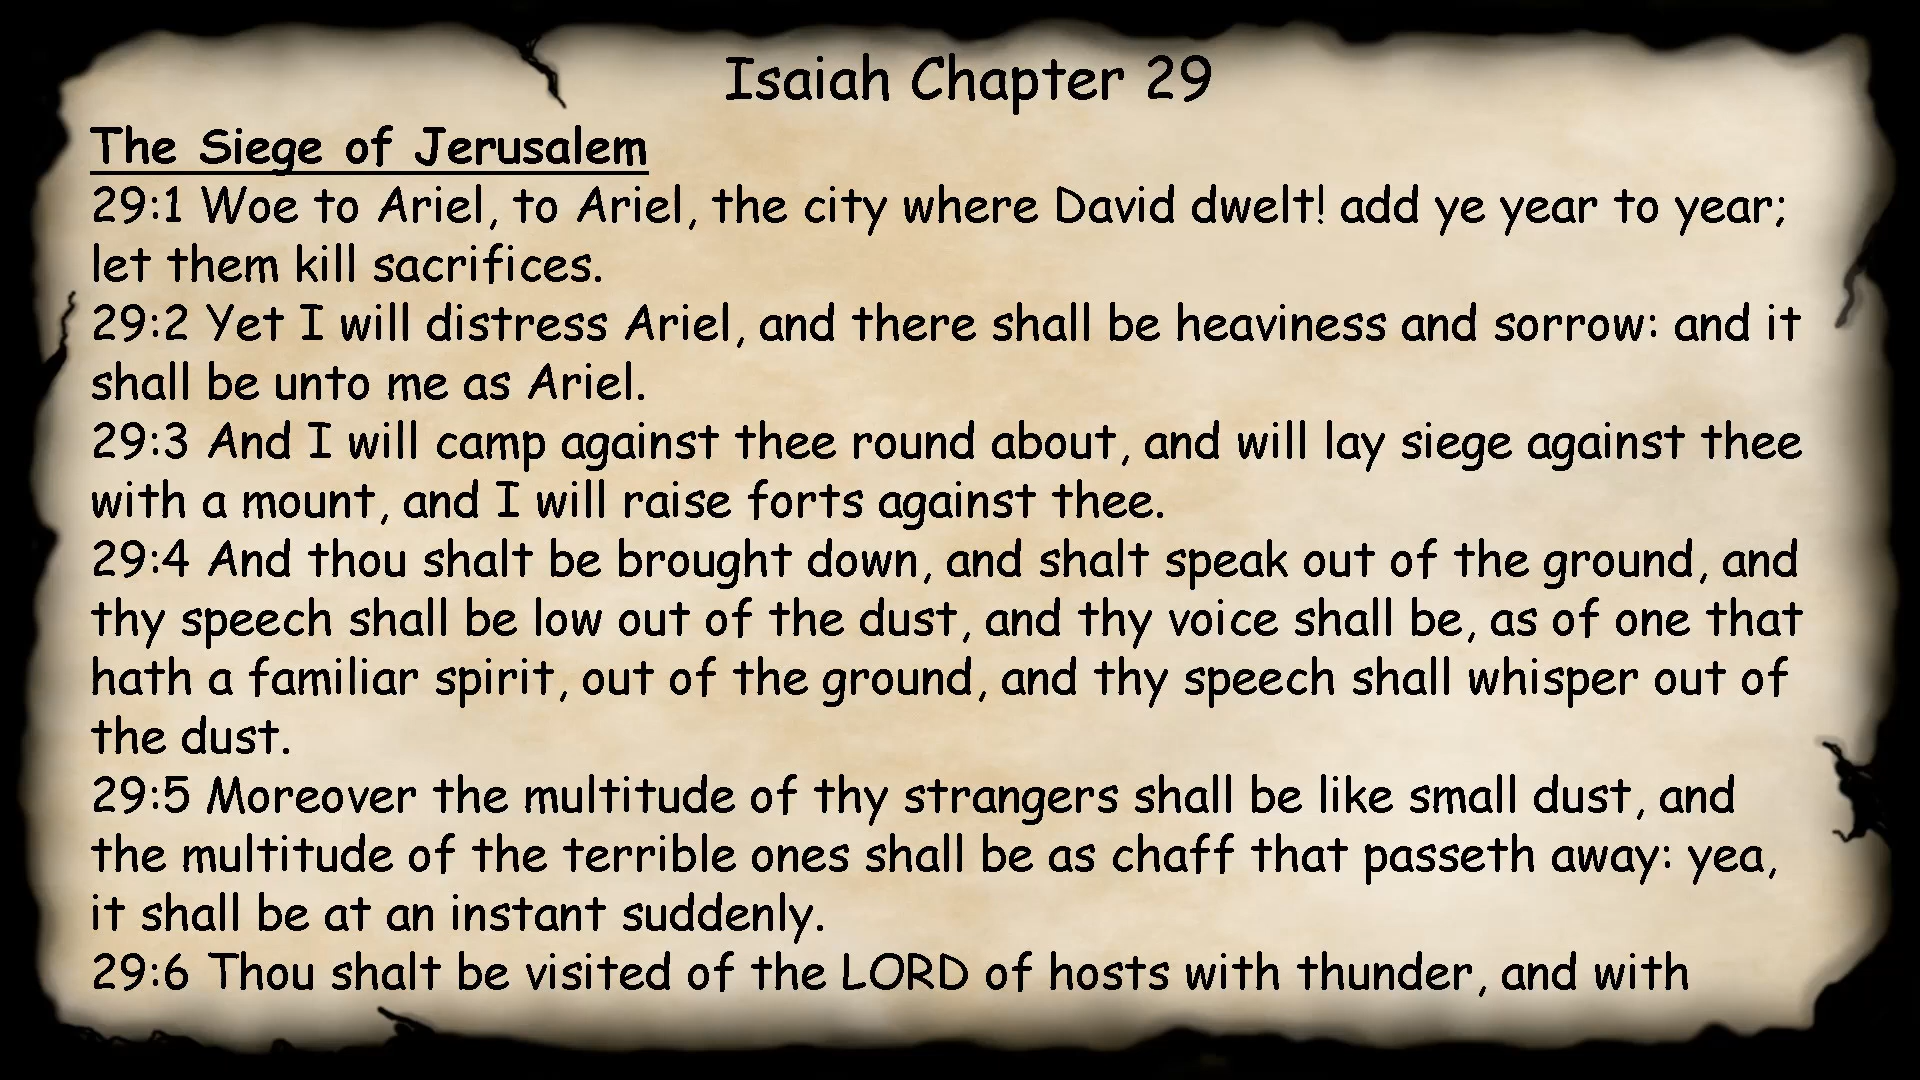 Isaiah Chapter 29
The Siege of Jerusalem
29:1 Woe to Ariel, to Ariel, the city where David dwelt! add ye year to year;
let them kill sacrifices.
29:2 Yet I will distress Ariel, and there shall be heaviness and sorrow: and it
shall be unto me as Ariel.
29:3 And I will camp against thee round about, and will lay siege against thee
with a mount, and I will raise forts against thee.
29:4 And thou shalt be brought down, and shalt speak out of the ground, and
thy speech shall be low out of the dust, and thy voice shall be, as of one that
hath a familiar spirit, out of the ground, and thy speech shall whisper out of
the dust.
29:5 Moreover the multitude of thy strangers shall be like small dust, and
the multitude of the terrible ones shall be as chaff that passeth away: yea,
it shall be at an instant suddenly.
29:6 Thou shalt be visited of the LORD of hosts with thunder, and with